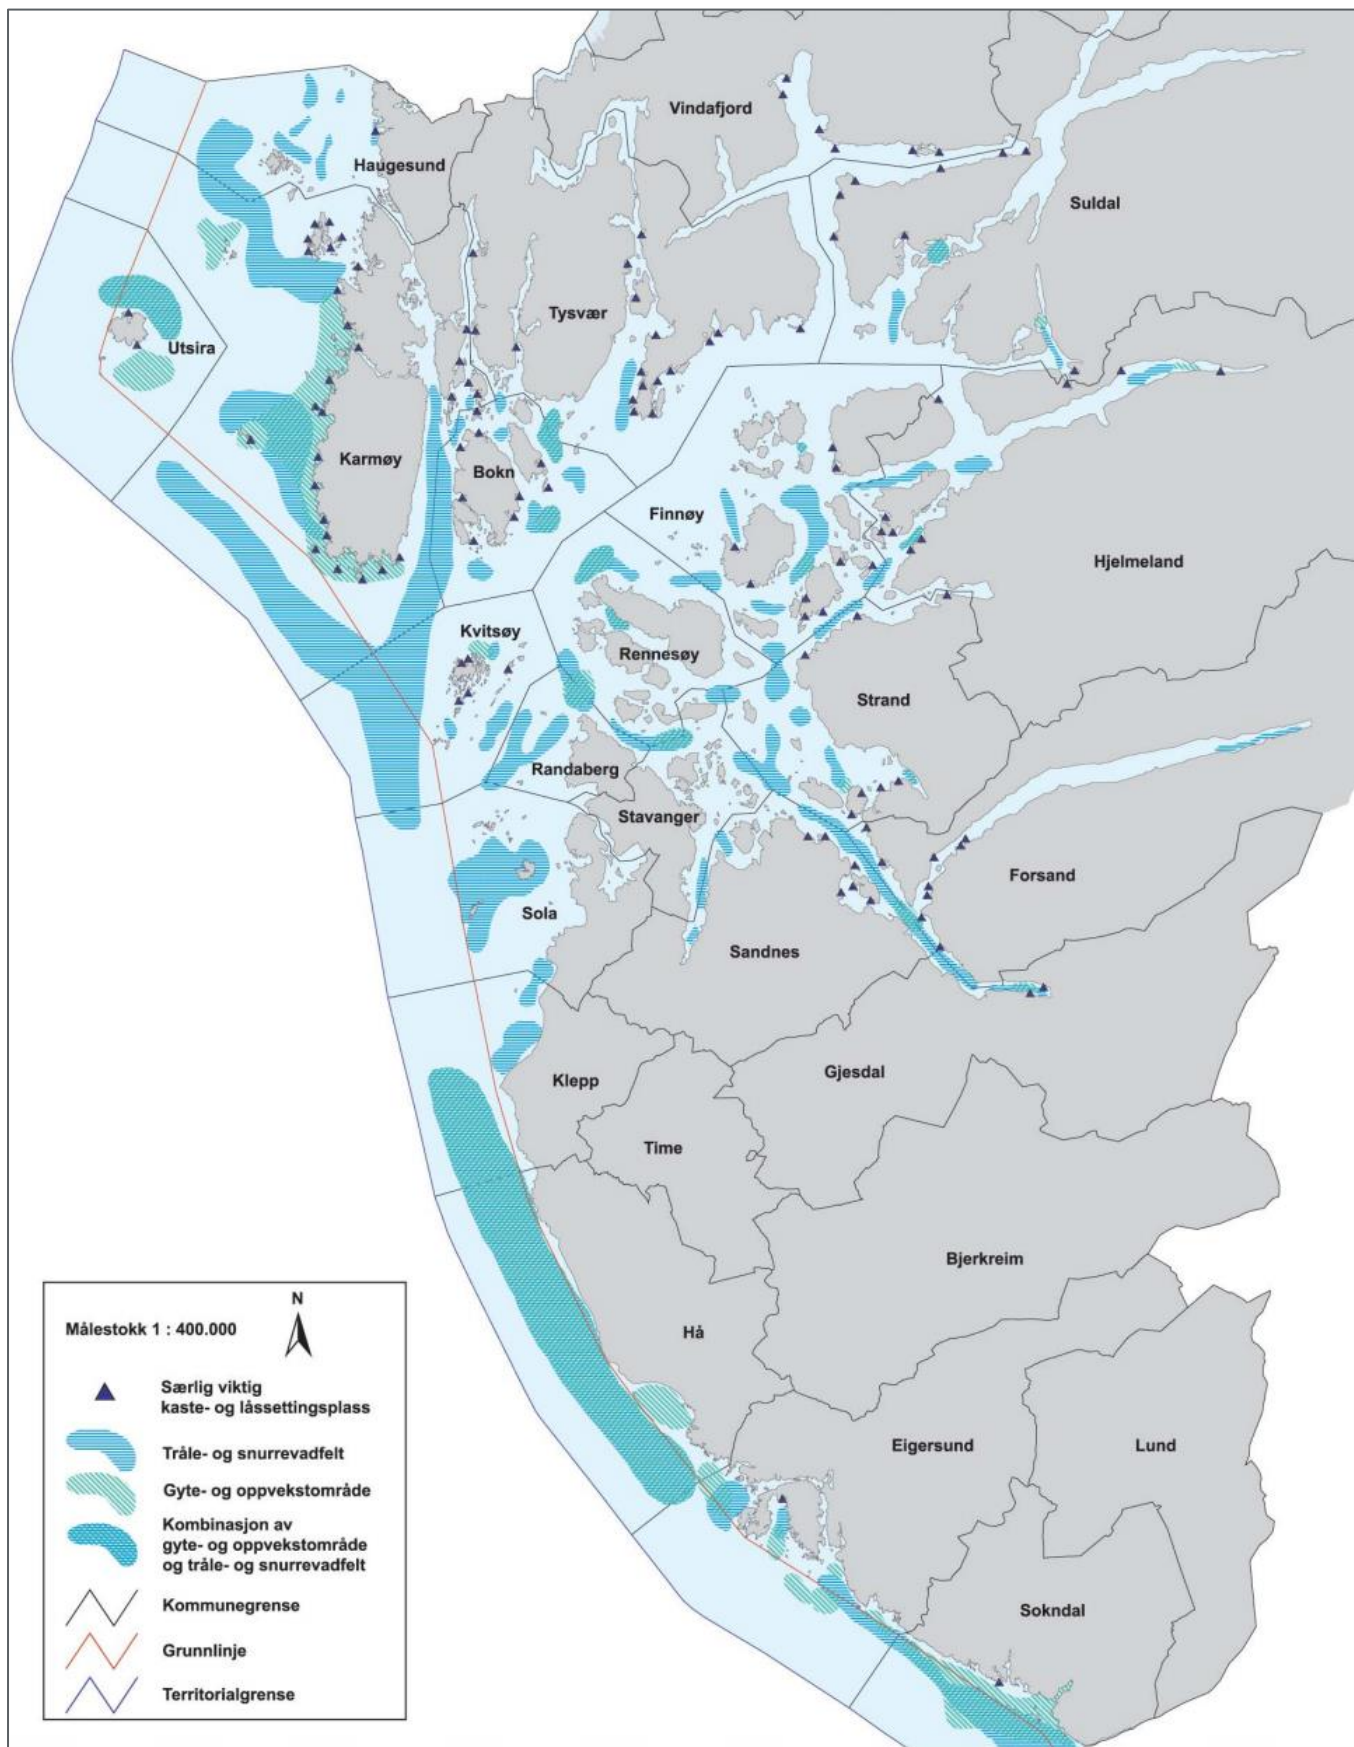 Vindafjord
Haugesund
Suldal
Tysvær
Utsira
Karmøy
Bokn
Finnøy
Hjelmeland
Kvitsøy
Rennesøy
Strand
Randaberg
Stavanger
Forsand
Sola
Sandnes
Gjesdal
Klepp
Time
Bjerkreim
Hå
Eigersund
Lund
Sokndal
N
Målestokk 1 : 400.000
Særlig viktig
kaste- og låssettingsplass
Tråle- og snurrevadfelt
Gyte- og oppvekstområde
Kombinasjon av
gyte- og oppvekstområde
og tråle- og snurrevadfelt
Kommunegrense
Grunnlinje
Territorialgrense